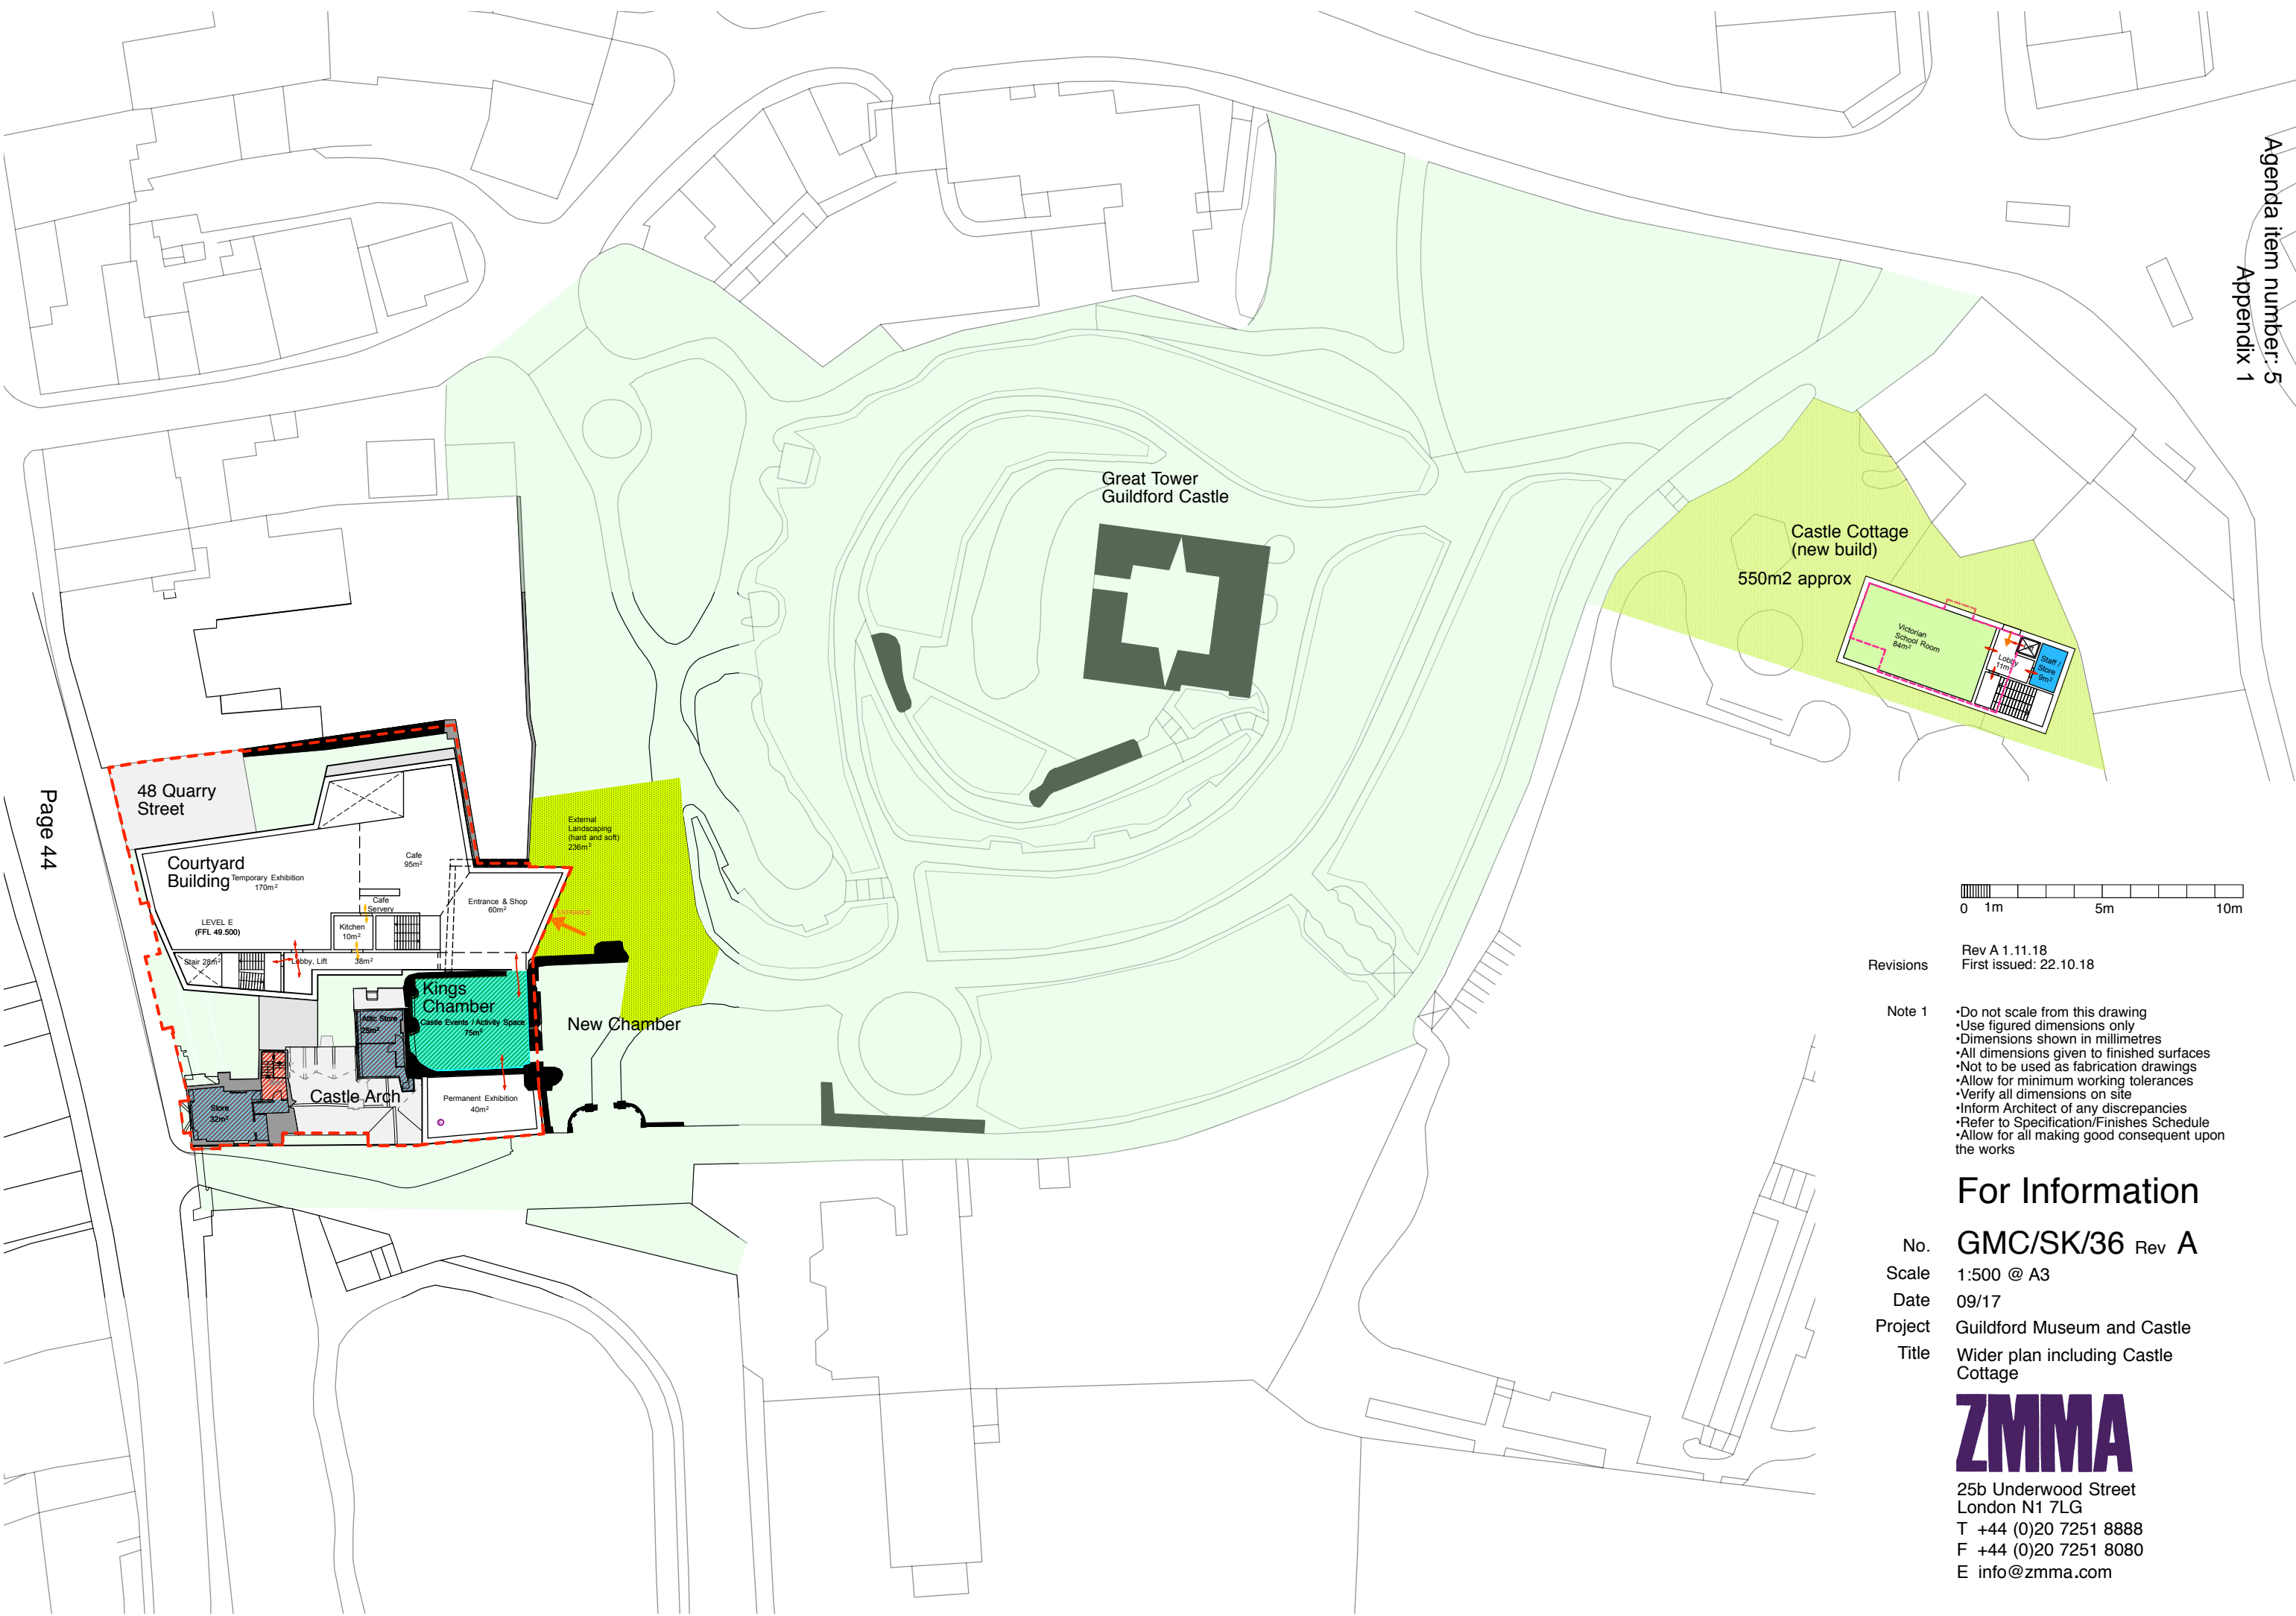 Agenda item number: 5
Appendix 1
Page 44
Great Tower
Guildford Castle
Castle Cottage
(new build)
550m2 approx
Victorian
School Room
84m²
Lobby
11m²
Staff /
Store
9m²
48 Quarry
Street
Courtyard
Building
Temporary Exhibition
170m²
LEVEL E
(FFL 49.500)
Cafe
95m²
Cafe
Servery
Kitchen
10m²
Entrance & Shop
60m²
External
Landscaping
(hard and soft)
236m²
ENTRANCE
Stair 28m²
Lobby, Lift
38m²
Kings
Chamber
Castle Events / Activity Space
75m²
Attic Store
25m²
New Chamber
Castle Arch
Store
32m²
Permanent Exhibition
40m²
0 1m 5m 10m
Revisions
Rev A 1.11.18
First issued: 22.10.18
Note 1
•Do not scale from this drawing
•Use figured dimensions only
•Dimensions shown in millimetres
•All dimensions given to finished surfaces
•Not to be used as fabrication drawings
•Allow for minimum working tolerances
•Verify all dimensions on site
•Inform Architect of any discrepancies
•Refer to Specification/Finishes Schedule
•Allow for all making good consequent upon
the works
For Information
No. GMC/SK/36 Rev A
Scale 1:500 @ A3
Date 09/17
Project Guildford Museum and Castle
Title Wider plan including Castle
Cottage
ZMMA
25b Underwood Street
London N1 7LG
T +44 (0)20 7251 8888
F +44 (0)20 7251 8080
E info@zmma.com